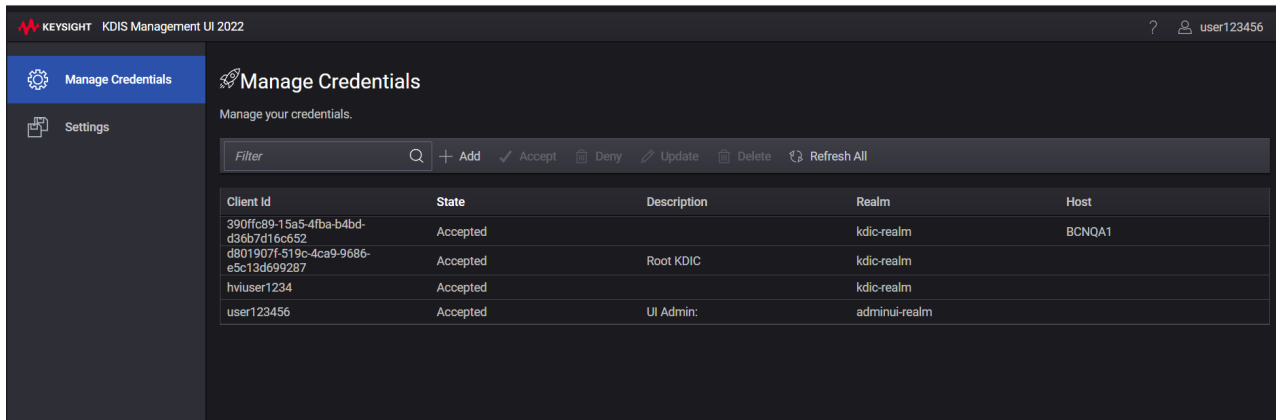 KEYSIGHT KDIS Management UI 2022
? user123456
Manage Credentials
Settings
Manage Credentials
Manage your credentials.
Filter Add Accept Deny Update Delete Refresh All
Client Id State Description Realm Host
390ffc89-15a5-4fba-b4bd-
d36b7d16c652 Accepted kdic-realm BCNQA1
d801907f-519c-4ca9-9686-
e5c13d699287 Accepted Root KDIC kdic-realm
hviuser1234 Accepted kdic-realm
user123456 Accepted UI Admin: adminui-realm